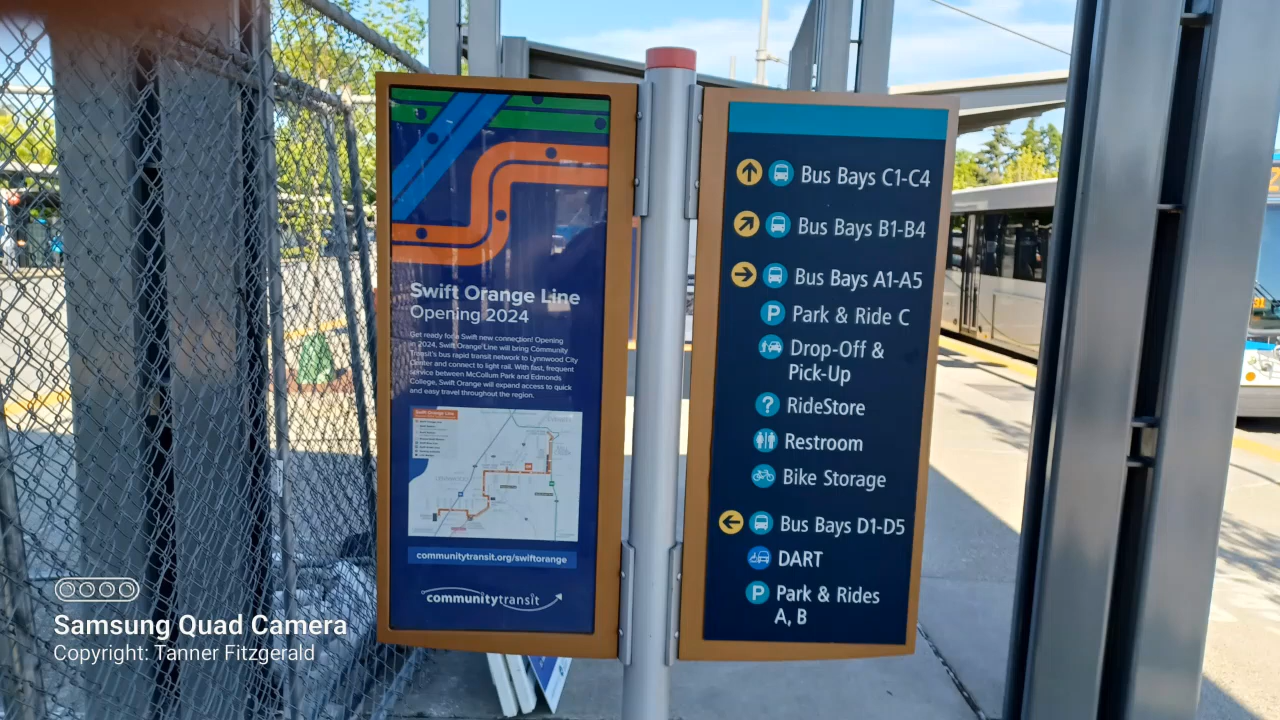 Swift Orange Line
Opening 2024
Get ready for a Swift new connection! Opening
in 2024, Swift Orange Line will bring Community
Transit's bus rapid transit network to Lynnwood City
Center and connect to light rail. With fast, frequent
service between McCollum Park and Edmonds
College, Swift Orange will expand access to quick
and easy travel throughout the region.
Swift Orange Line
communitytransit.org/swiftorange
communitytransit
Bus Bays C1-C4
Bus Bays B1-B4
Bus Bays A1-A5
P Park & Ride C
Drop-Off &
Pick-Up
? RideStore
Restroom
Bike Storage
Bus Bays D1-D5
DART
P Park & Rides
A, B
Samsung Quad Camera
Copyright: Tanner Fitzgerald